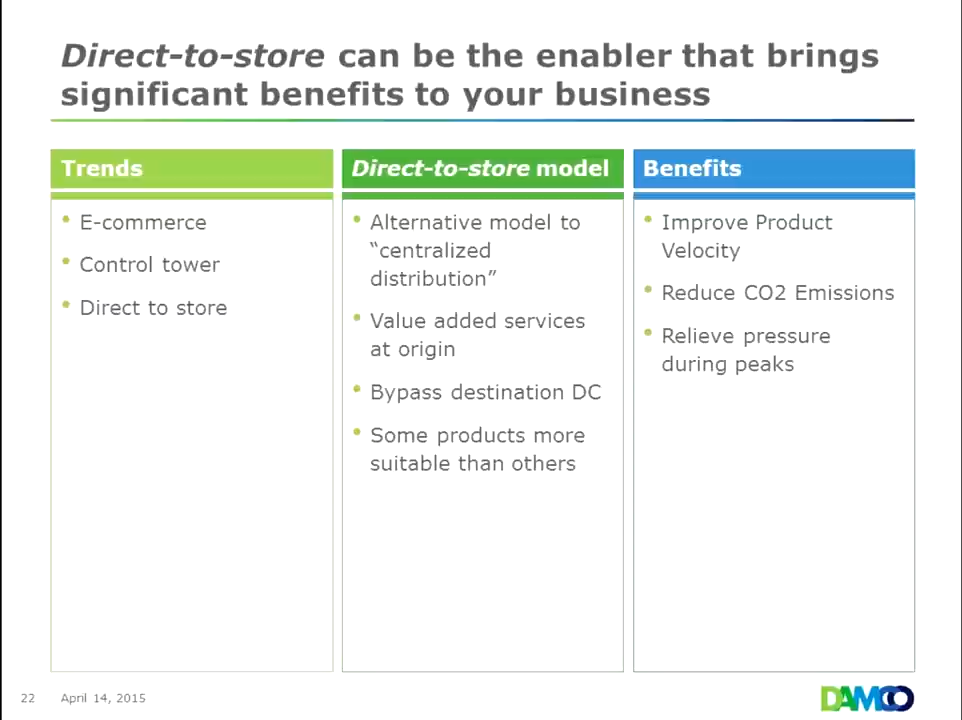 Direct-to-store can be the enabler that brings
significant benefits to your business
Trends
• E-commerce
• Control tower
• Direct to store
Direct-to-store model
• Alternative model to
“centralized
distribution”
• Value added services
at origin
• Bypass destination DC
• Some products more
suitable than others
Benefits
• Improve Product
Velocity
• Reduce CO2 Emissions
• Relieve pressure
during peaks
22 April 14, 2015
DAMCO